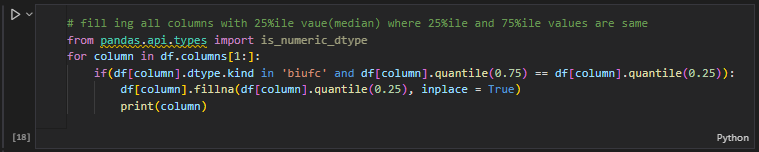 # fill ing all columns with 25%ile vaue(median) where 25%ile and 75%ile values are same
from pandas.api.types import is_numeric_dtype
for column in df.columns[1:]:
    if(df[column].dtype.kind in 'biufc' and df[column].quantile(0.75) == df[column].quantile(0.25)):
        df[column].fillna(df[column].quantile(0.25), inplace = True)
        print(column)
[18]
Python